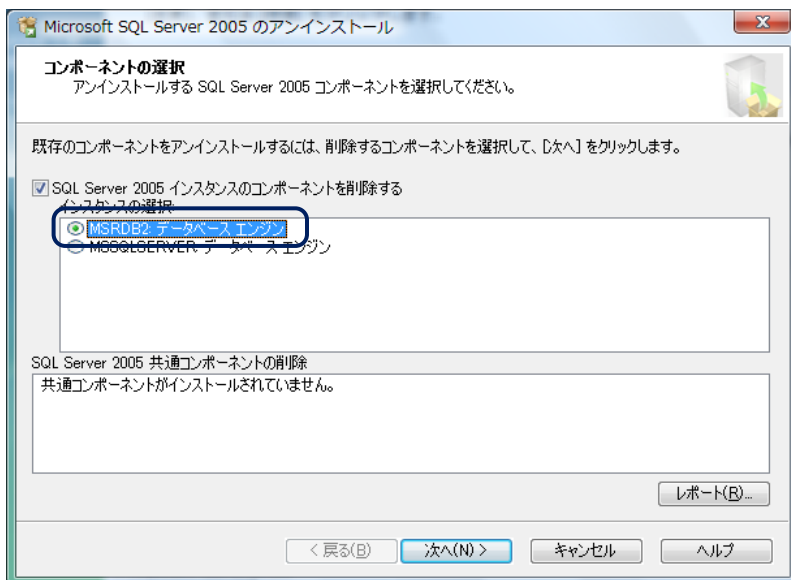 Microsoft SQL Server 2005 のアンインストール
コンポーネントの選択
アンインストールする SQL Server 2005 コンポーネントを選択してください。
既存のコンポーネントをアンインストールするには、削除するコンポーネントを選択して、[次へ] をクリックします。
SQL Server 2005 インスタンスのコンポーネントを削除する
インスタンスの選択:
MSRDB2: データベース エンジン
MSSQLSERVER: データベース エンジン
SQL Server 2005 共通コンポーネントの削除
共通コンポーネントがインストールされていません。
レポート(R)...
< 戻る(B)
次へ(N) >
キャンセル
ヘルプ